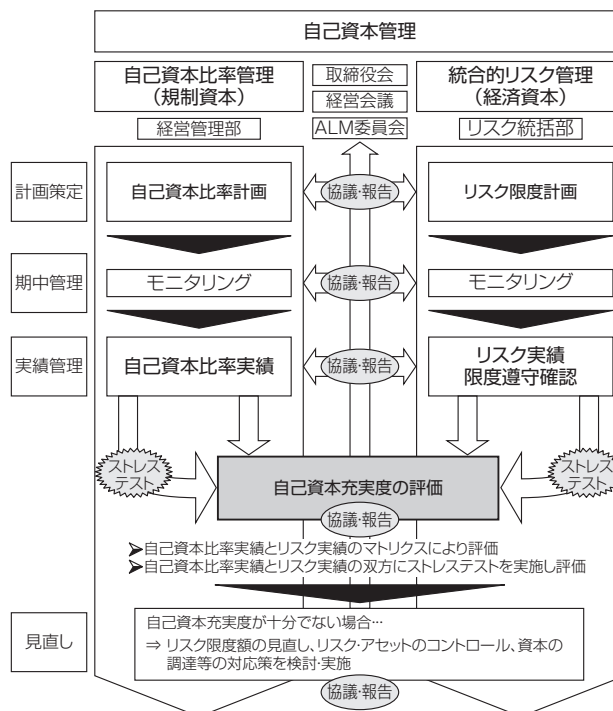 自己資本管理
自己資本比率管理
（規制資本）
取締役会
経営会議
ALM委員会
統合的リスク管理
（経済資本）
経営管理部
リスク統括部
計画策定
自己資本比率計画
協議・報告
リスク限度計画
期中管理
モニタリング
協議・報告
モニタリング
実績管理
自己資本比率実績
協議・報告
リスク実績
限度遵守確認
ストレス
テスト
自己資本充実度の評価
ストレス
テスト
協議・報告
➤自己資本比率実績とリスク実績のマトリクスにより評価
➤自己資本比率実績とリスク実績の双方にストレステストを実施し評価
見直し
自己資本充実度が十分でない場合…
⇒ リスク限度額の見直し、リスク・アセットのコントロール、資本の
調達等の対応策を検討・実施
協議・報告